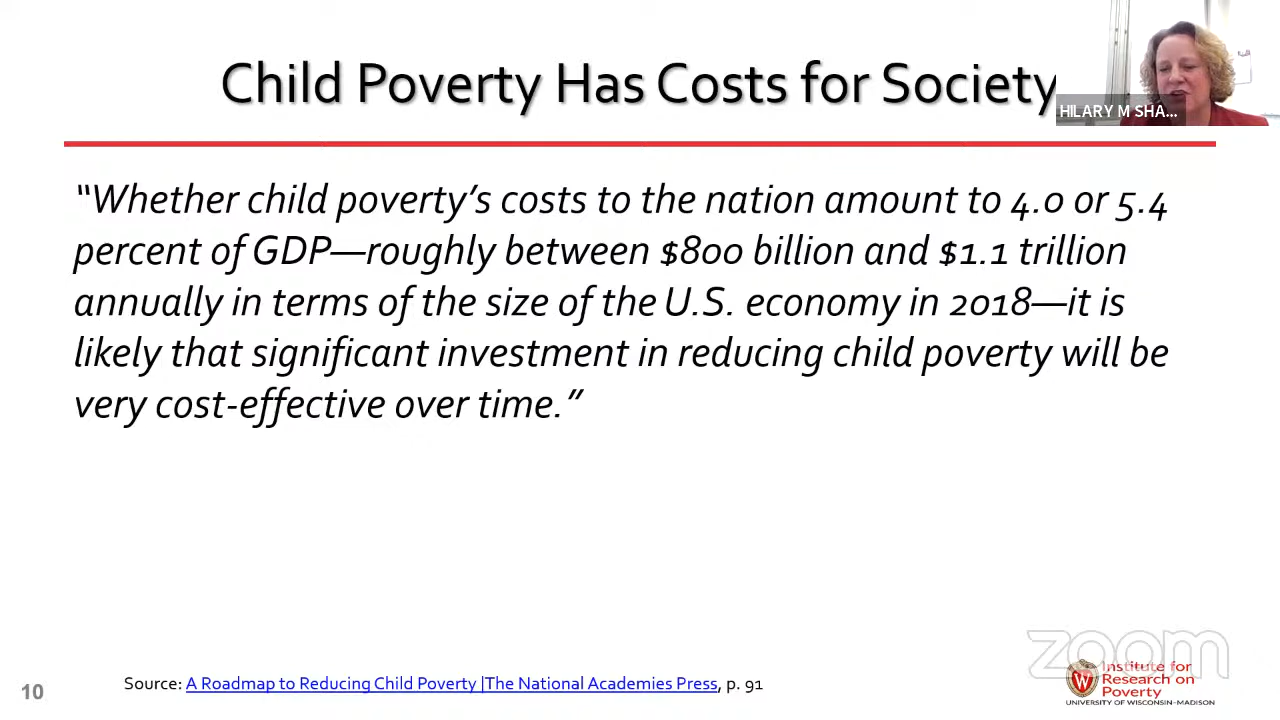 Child Poverty Has Costs for Society
HILARY M SHA...
“Whether child poverty’s costs to the nation amount to 4.0 or 5.4
percent of GDP—roughly between $800 billion and $1.1 trillion
annually in terms of the size of the U.S. economy in 2018—it is
likely that significant investment in reducing child poverty will be
very cost-effective over time.”
zoom
10
Source: A Roadmap to Reducing Child Poverty |The National Academies Press, p. 91
W
Institute for
Research on
Poverty
UNIVERSITY OF WISCONSIN-MADISON